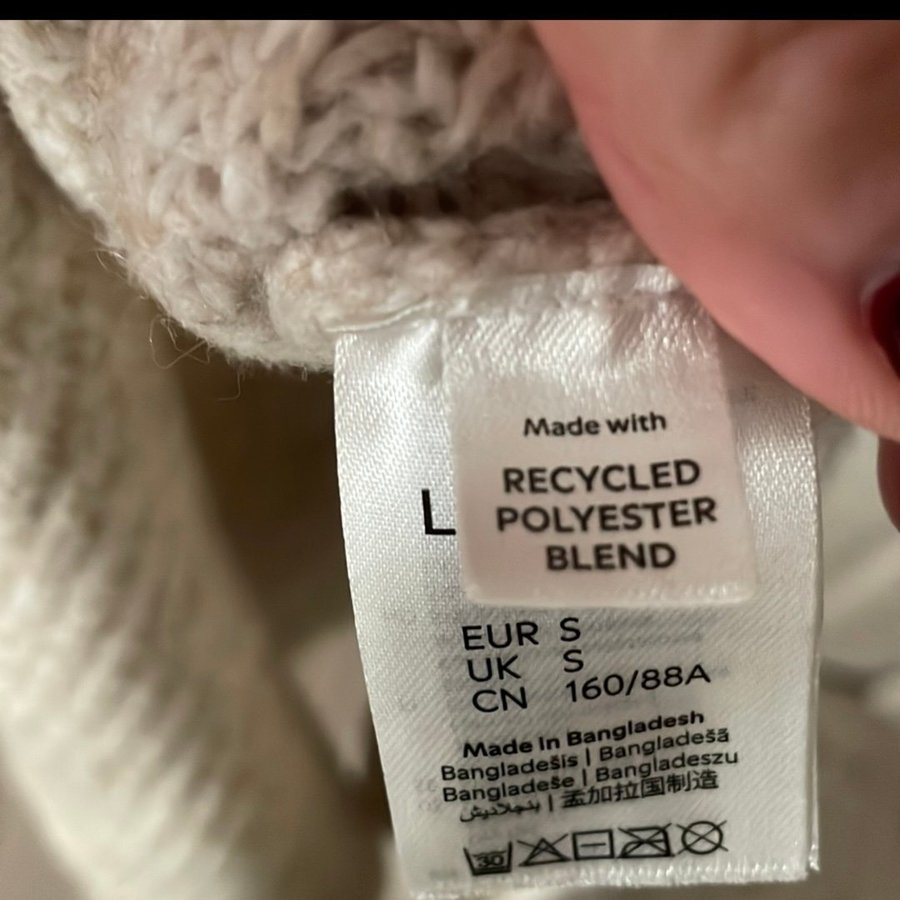 Made with
RECYCLED
POLYESTER
BLEND
L
EUR S
UK S
CN 160/88A
Made in Bangladesh
Bangladešis | Bangladešā
Bangladeše | Bangladeszu
بنجلاديش | 孟加拉国制造
30